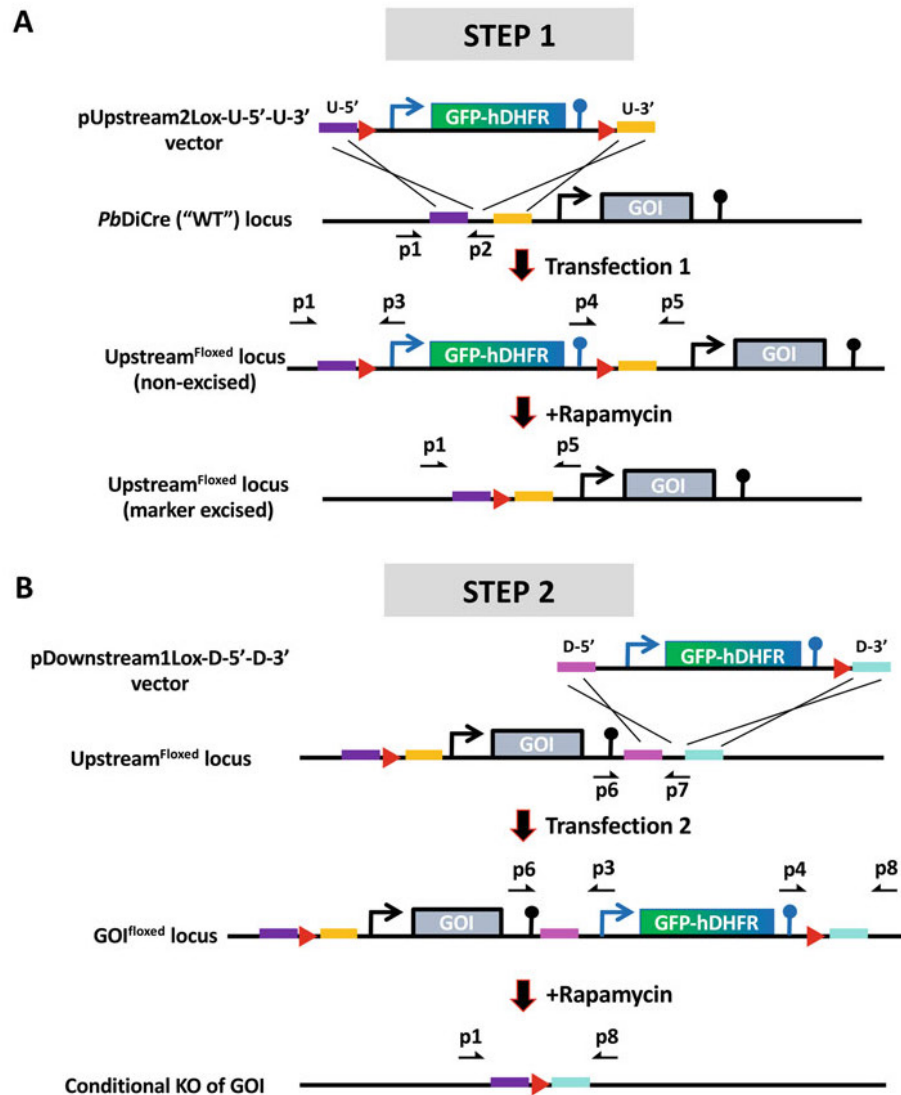 A
STEP 1
U-5’ U-3’
GFP-hDHFR
pUpstream2Lox-U-5’-U-3’
vector
PbDiCre (“WT”) locus
GOI
p1 p2
Transfection 1
p1 p3 p4 p5
Upstream^Floxed locus
(non-excised)
GFP-hDHFR
GOI
+Rapamycin
p1 p5
Upstream^Floxed locus
(marker excised)
GOI
B
STEP 2
pDownstream1Lox-D-5’-D-3’
vector
D-5’ D-3’
GFP-hDHFR
Upstream^Floxed locus
GOI
p6 p7
Transfection 2
p6 p3 p4 p8
GOI^floxed locus
GOI
GFP-hDHFR
+Rapamycin
p1 p8
Conditional KO of GOI